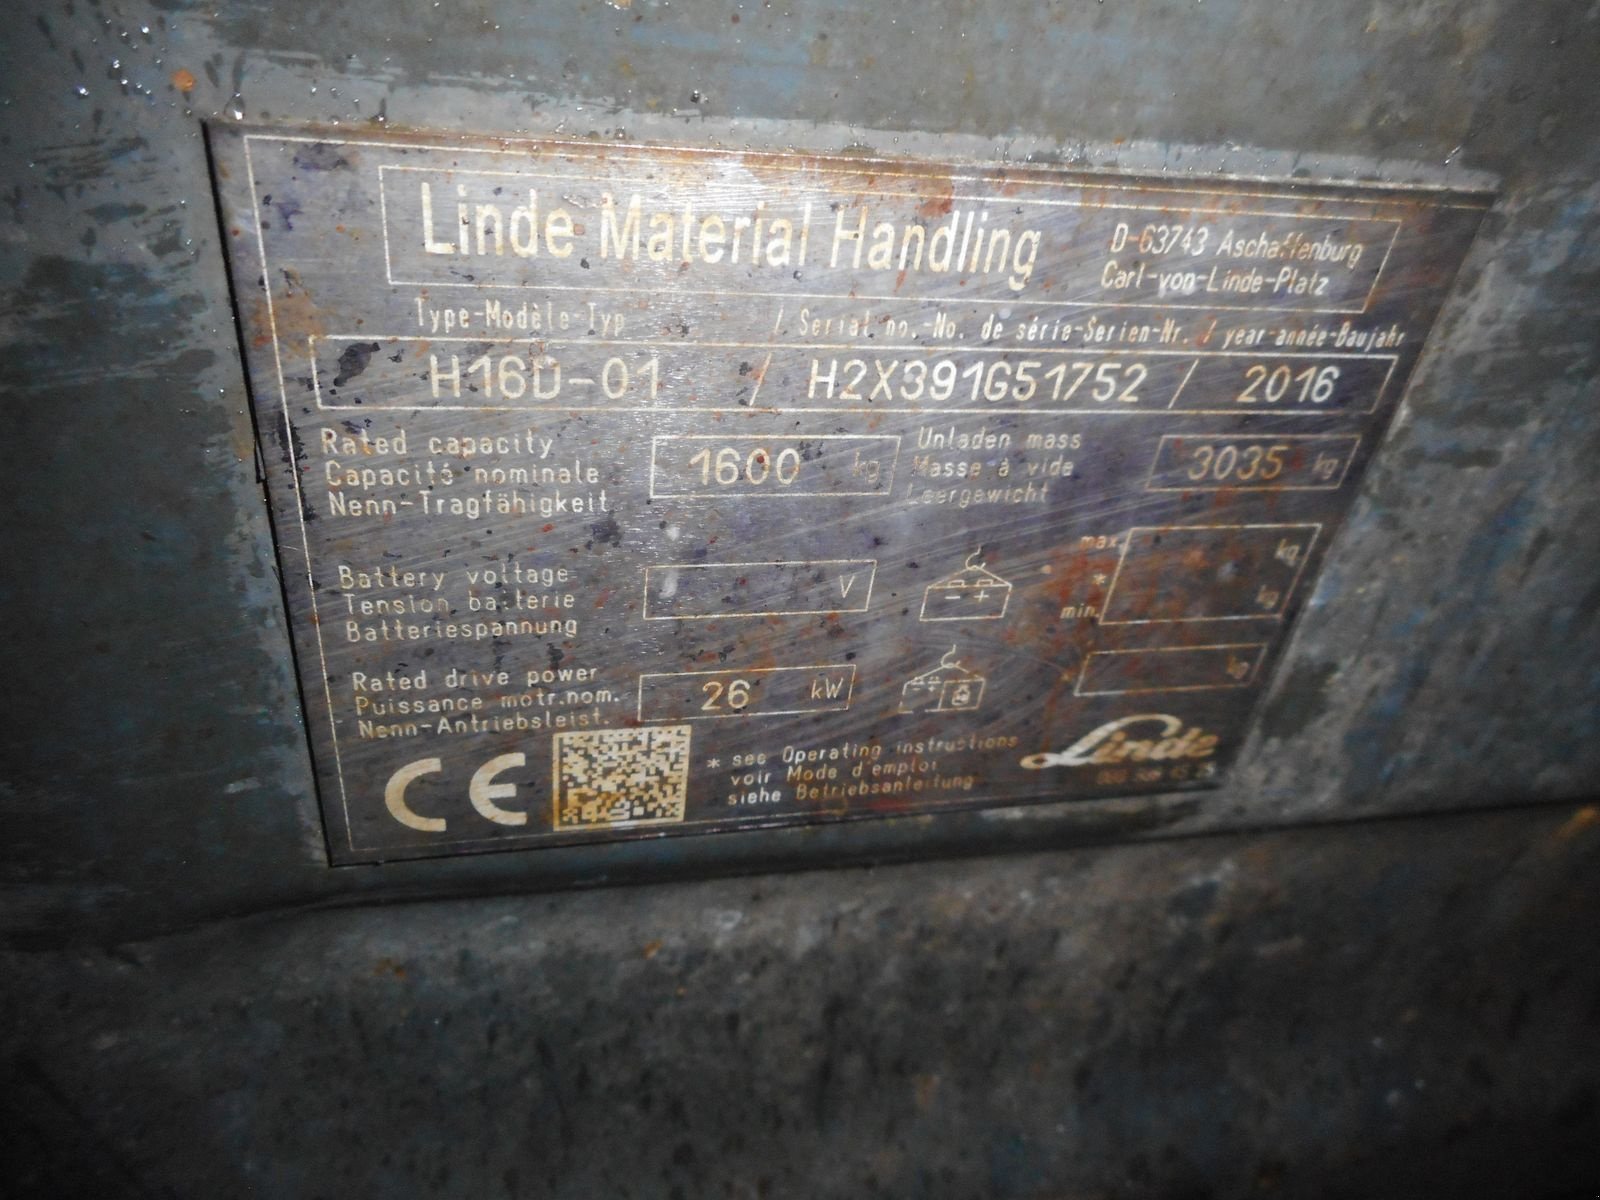 Linde Material Handling
D-63743 Aschaffenburg
Carl-von-Linde-Platz
Type-Modèle-Typ / Serial no.-No. de série-Serien-Nr. / year-année-Baujahr
H16D-01 / H2X391G51752 / 2016
Rated capacity
Capacité nominale
Nenn-Tragfähigkeit
1600 kg
Unladen mass
Masse à vide
Leergewicht
3035 kg
Battery voltage
Tension batterie
Batteriespannung
V
- +
max.
*
min.
kg
kg
Rated drive power
Puissance motr.nom.
Nenn-Antriebsleist.
26 kW
kg
CE
* see Operating instructions
voir Mode d'emploi
siehe Betriebsanleitung
Linde